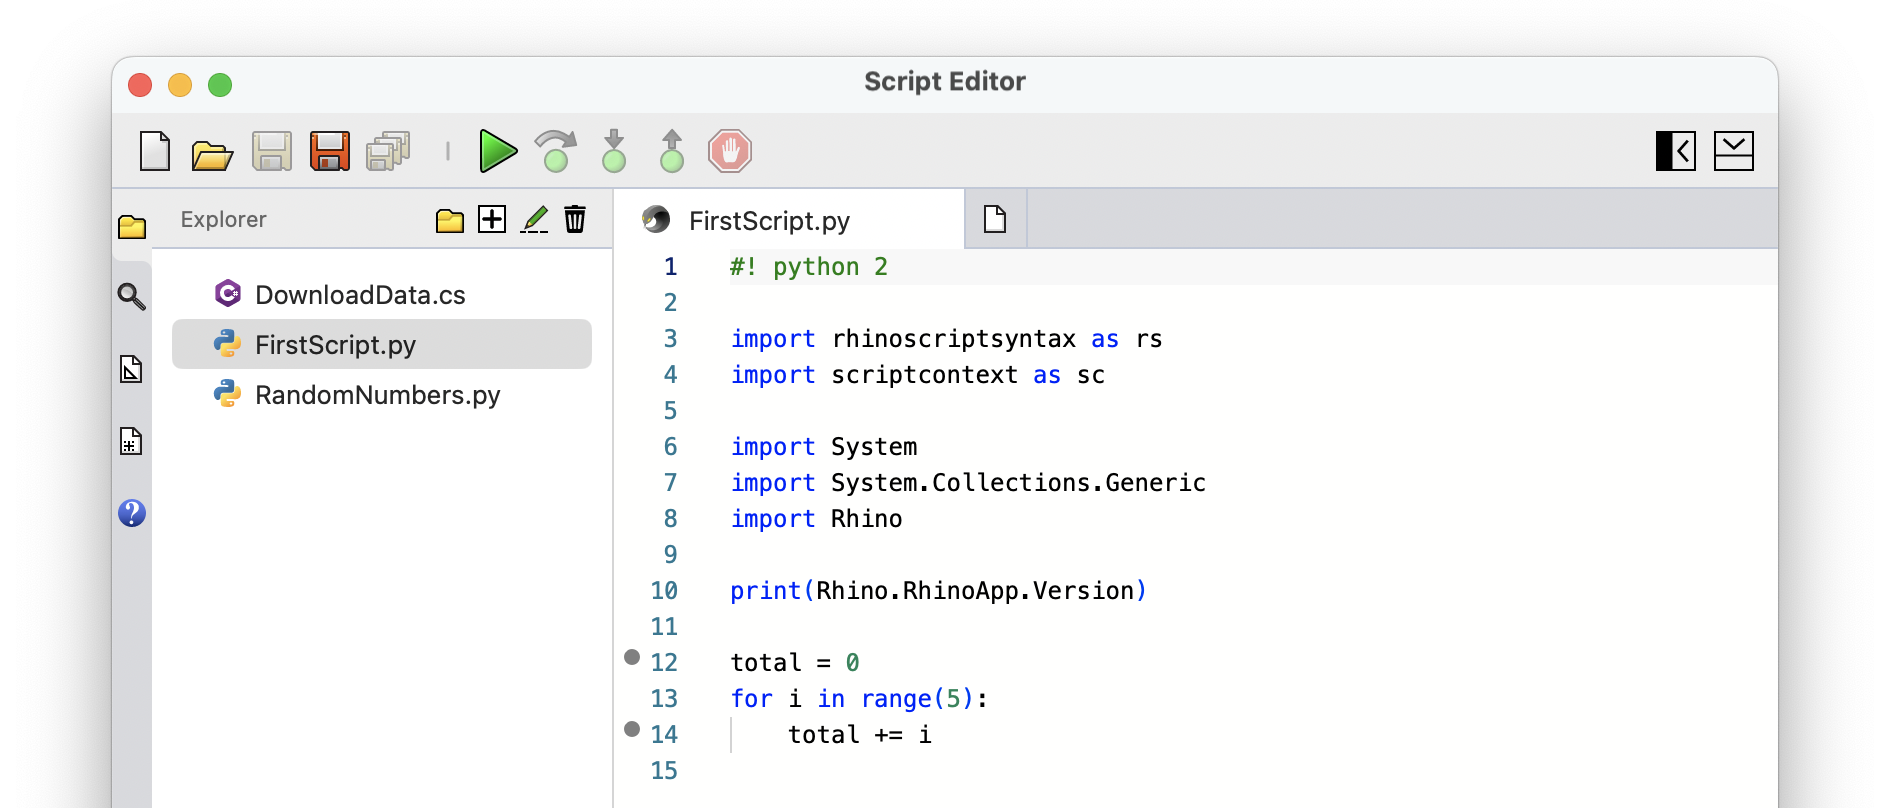 Script Editor
Explorer
DownloadData.cs
FirstScript.py
RandomNumbers.py
FirstScript.py
1 #! python 2
2
3 import rhinoscriptsyntax as rs
4 import scriptcontext as sc
5
6 import System
7 import System.Collections.Generic
8 import Rhino
9
10 print(Rhino.RhinoApp.Version)
11
12 total = 0
13 for i in range(5):
14     total += i
15